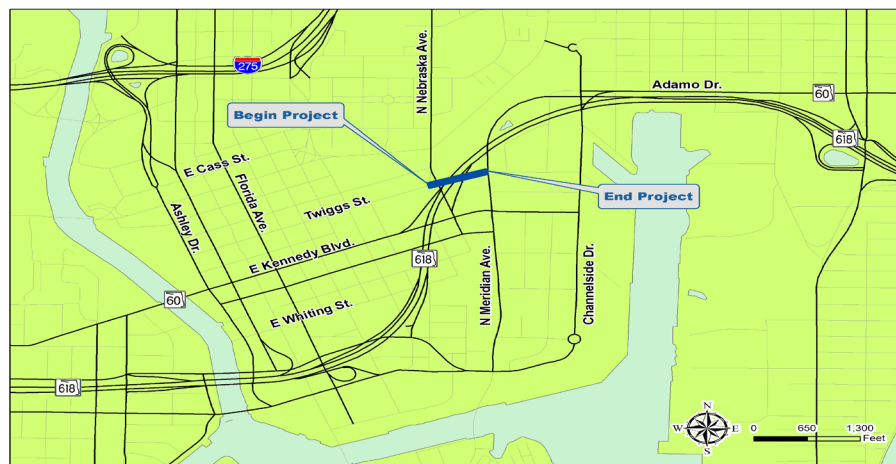 275
N Nebraska Ave.
Adamo Dr.
60
Begin Project
618
E Cass St.
Florida Ave.
Twiggs St.
End Project
Ashley Dr.
E Kennedy Blvd.
618
N Meridian Ave.
Channelside Dr.
60
E Whiting St.
618
N
W E
S
0 650 1,300
Feet